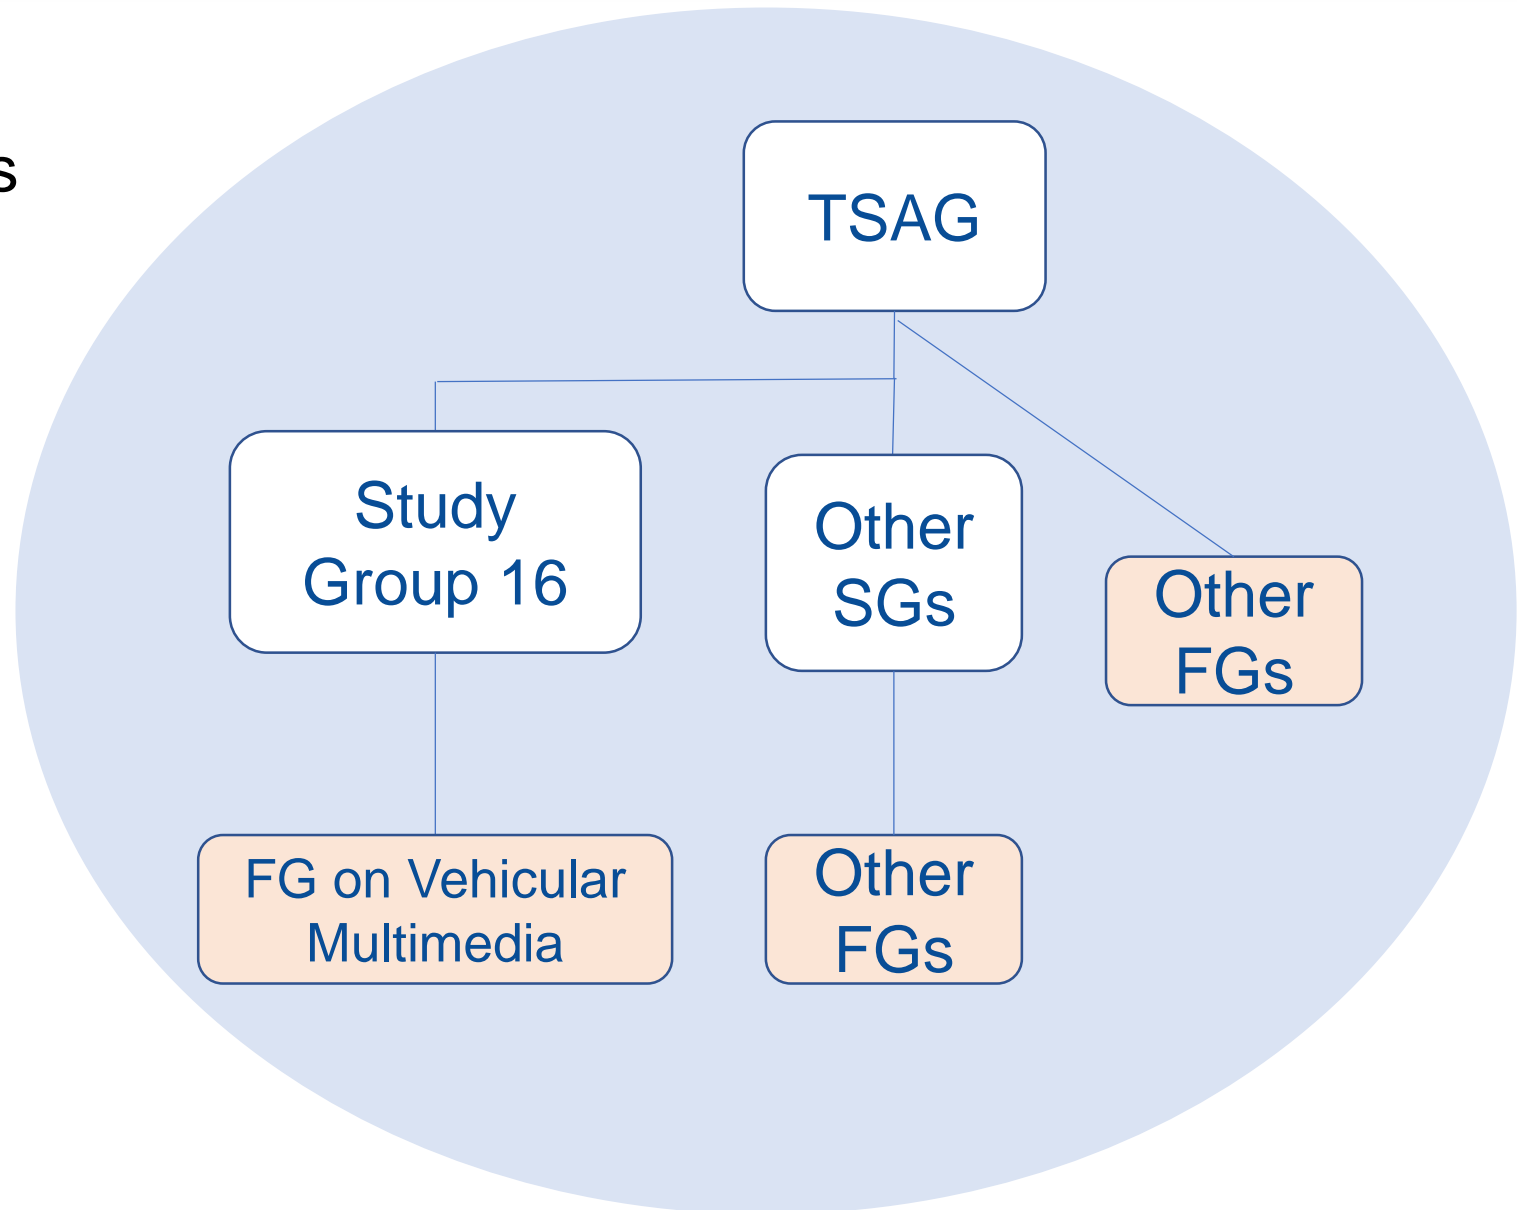 s
TSAG
Study
Group 16
Other
SGs
Other
FGs
FG on Vehicular
Multimedia
Other
FGs